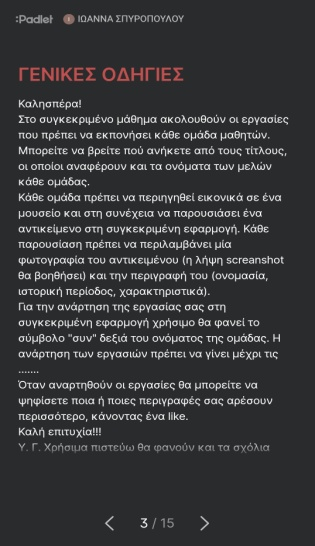 :Padlet
ΙΩΑΝΝΑ ΣΠΥΡΟΠΟΥΛΟΥ
ΓΕΝΙΚΕΣ ΟΔΗΓΙΕΣ
Καλησπέρα!
Στο συγκεκριμένο μάθημα ακολουθούν οι εργασίες
που πρέπει να εκπονήσει κάθε ομάδα μαθητών.
Μπορείτε να βρείτε πού ανήκετε από τους τίτλους,
οι οποίοι αναφέρουν και τα ονόματα των μελών
κάθε ομάδας.
Κάθε ομάδα πρέπει να περιηγηθεί εικονικά σε ένα
μουσείο και στη συνέχεια να παρουσιάσει ένα
αντικείμενο στη συγκεκριμένη εφαρμογή. Κάθε
παρουσίαση πρέπει να περιλαμβάνει μία
φωτογραφία του αντικειμένου (η λήψη screanshot
θα βοηθήσει) και την περιγραφή του (ονομασία,
ιστορική περίοδος, χαρακτηριστικά).
Για την ανάρτηση της εργασίας σας στη
συγκεκριμένη εφαρμογή χρήσιμο θα φανεί το
σύμβολο "συν" δεξιά του ονόματος της ομάδας. Η
ανάρτηση των εργασιών πρέπει να γίνει μέχρι τις
.......
Όταν αναρτηθούν οι εργασίες θα μπορείτε να
ψηφίσετε ποια ή ποιες περιγραφές σας αρέσουν
περισσότερο, κάνοντας ένα like.
Καλή επιτυχία!!!
Υ. Γ. Χρήσιμα πιστεύω θα φανούν και τα σχόλια
3 / 15